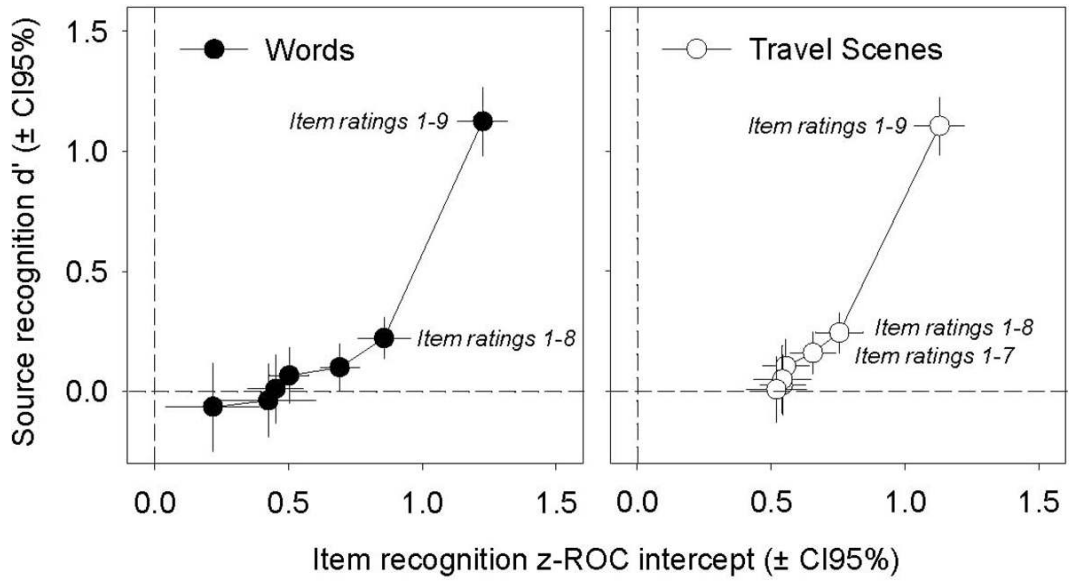 Source recognition d' (± CI95%)
1.5
1.0
0.5
0.0
Words
Item ratings 1-9
Item ratings 1-8
0.0 0.5 1.0 1.5
Travel Scenes
Item ratings 1-9
Item ratings 1-8
Item ratings 1-7
0.0 0.5 1.0 1.5
Item recognition z-ROC intercept (± CI95%)